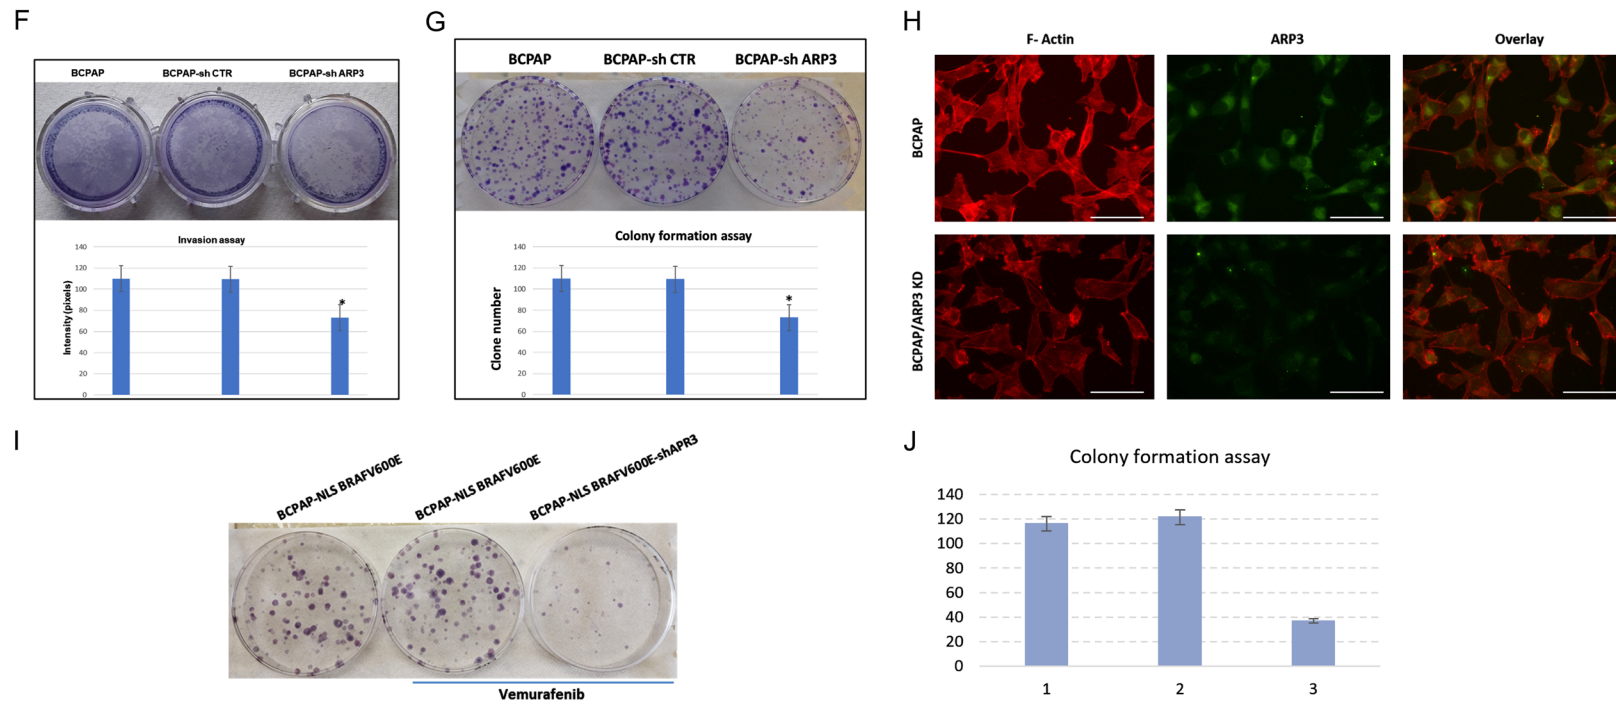 F
BCPAP BCPAP-sh CTR BCPAP-sh ARP3
Invasion assay
Intensity (pixels)
140
120
100
80
60
40
20
0
*
G
BCPAP BCPAP-sh CTR BCPAP-sh ARP3
Colony formation assay
Clone number
140
120
100
80
60
40
20
0
*
H
F- Actin ARP3 Overlay
BCPAP
BCPAP/ARP3 KD
I
BCPAP-NLS BRAFV600E
BCPAP-NLS BRAFV600E
BCPAP-NLS BRAFV600E-shAPR3
Vemurafenib
J
Colony formation assay
140
120
100
80
60
40
20
0
1 2 3